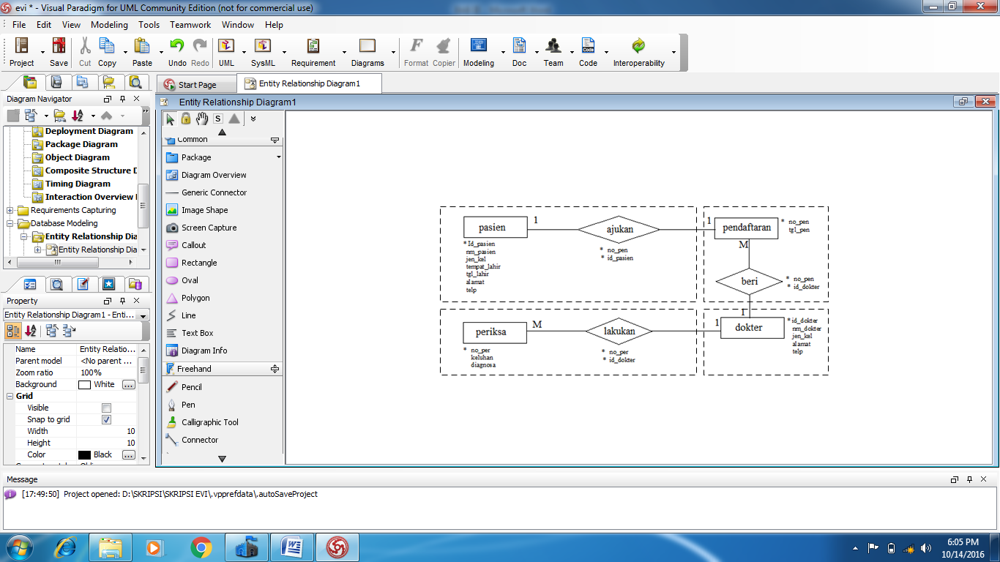 evi * - Visual Paradigm for UML Community Edition (not for commercial use)
File Edit View Modeling Tools Teamwork Window Help
Project Save Cut Copy Paste Undo Redo UML SysML Requirement Diagrams Format Copier Modeling Doc Team Code Interoperability
Start Page
Entity Relationship Diagram1
Diagram Navigator
Deployment Diagram
Package Diagram
Object Diagram
Composite Structure D
Timing Diagram
Interaction Overview
Requirements Capturing
Database Modeling
Entity Relationship Dia
Entity Relationship Dia
Property
Entity Relationship Diagram1 - Enti...
Name Entity Relatio...
Parent model <No parent ...
Zoom ratio 100%
Background White ...
Grid
Visible
Snap to grid
Width 10
Height 10
Color Black ...
Entity Relationship Diagram1
S
Common
Package
Diagram Overview
Generic Connector
Image Shape
Screen Capture
Callout
Rectangle
Oval
Polygon
Line
Text Box
Diagram Info
Freehand
Pencil
Pen
Calligraphic Tool
Connector
pasien
1
* Id_pasien
nm_pasien
jen_kel
tempat_lahir
tgl_lahir
alamat
telp
ajukan
* no_pen
* id_pasien
1
pendaftaran
* no_pen
tgl_pen
M
beri
* no_pen
* id_dokter
1
periksa
M
* no_per
keluhan
diagnosa
lakukan
* no_per
* id_dokter
1
dokter
* id_dokter
nm_dokter
jen_kel
alamat
telp
Message
[17:49:50] Project opened: D:\SKRIPSI\SKRIPSI EVI\.vpprefdata\.autoSaveProject
6:05 PM
10/14/2016